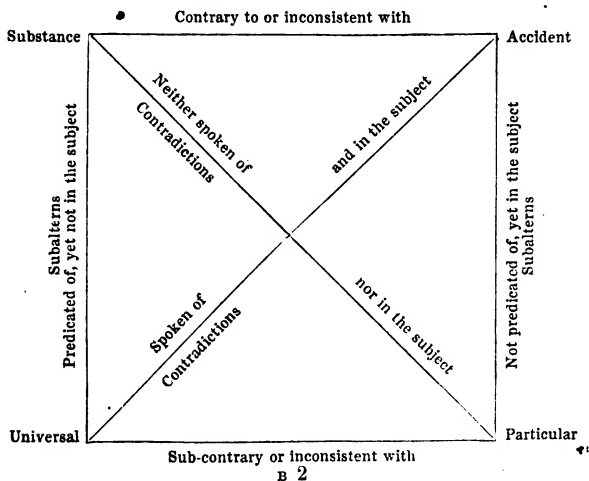 Contrary to or inconsistent with
Substance
Accident
Neither spoken of
Contradictions
and in the subject
Subalterns
Predicated of, yet not in the subject
Not predicated of, yet in the subject
Subalterns
Spoken of
Contradictions
nor in the subject
Universal
Particular
Sub-contrary or inconsistent with
B 2